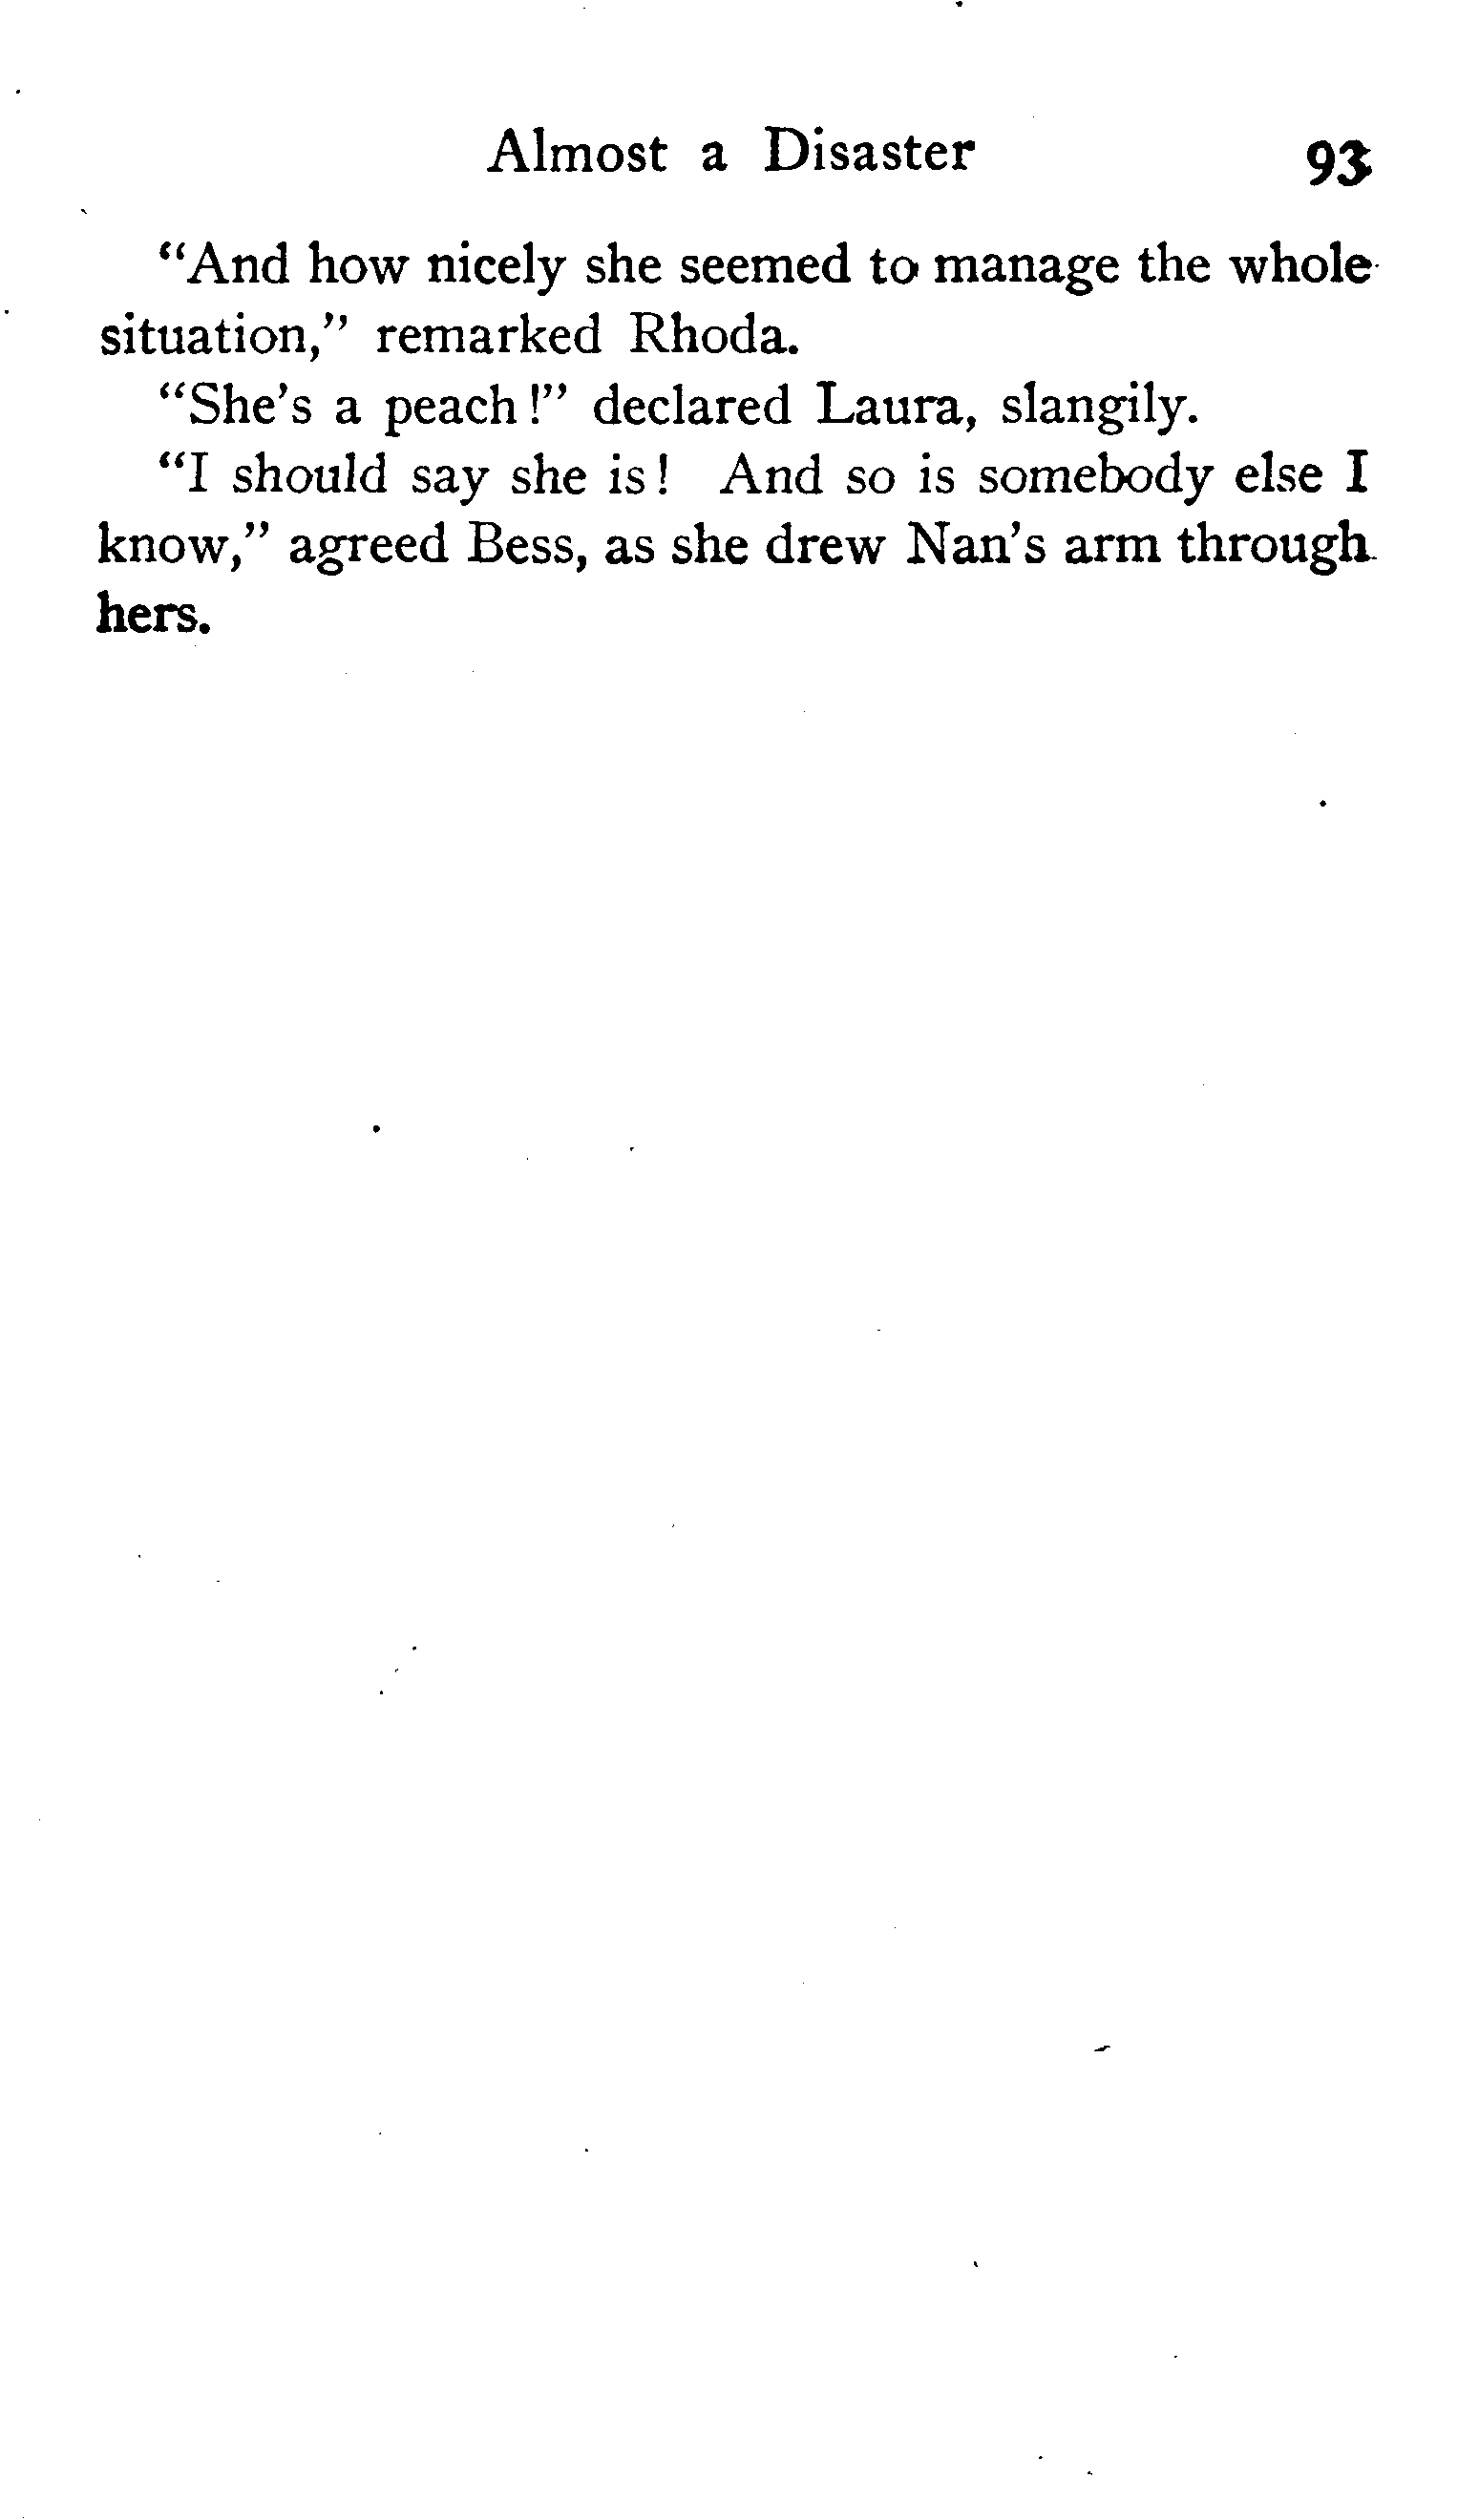 Almost a Disaster 93
“And how nicely she seemed to manage the whole
situation,” remarked Rhoda.
“She’s a peach!” declared Laura, slangily.
“I should say she is! And so is somebody else I
know,” agreed Bess, as she drew Nan’s arm through
hers.